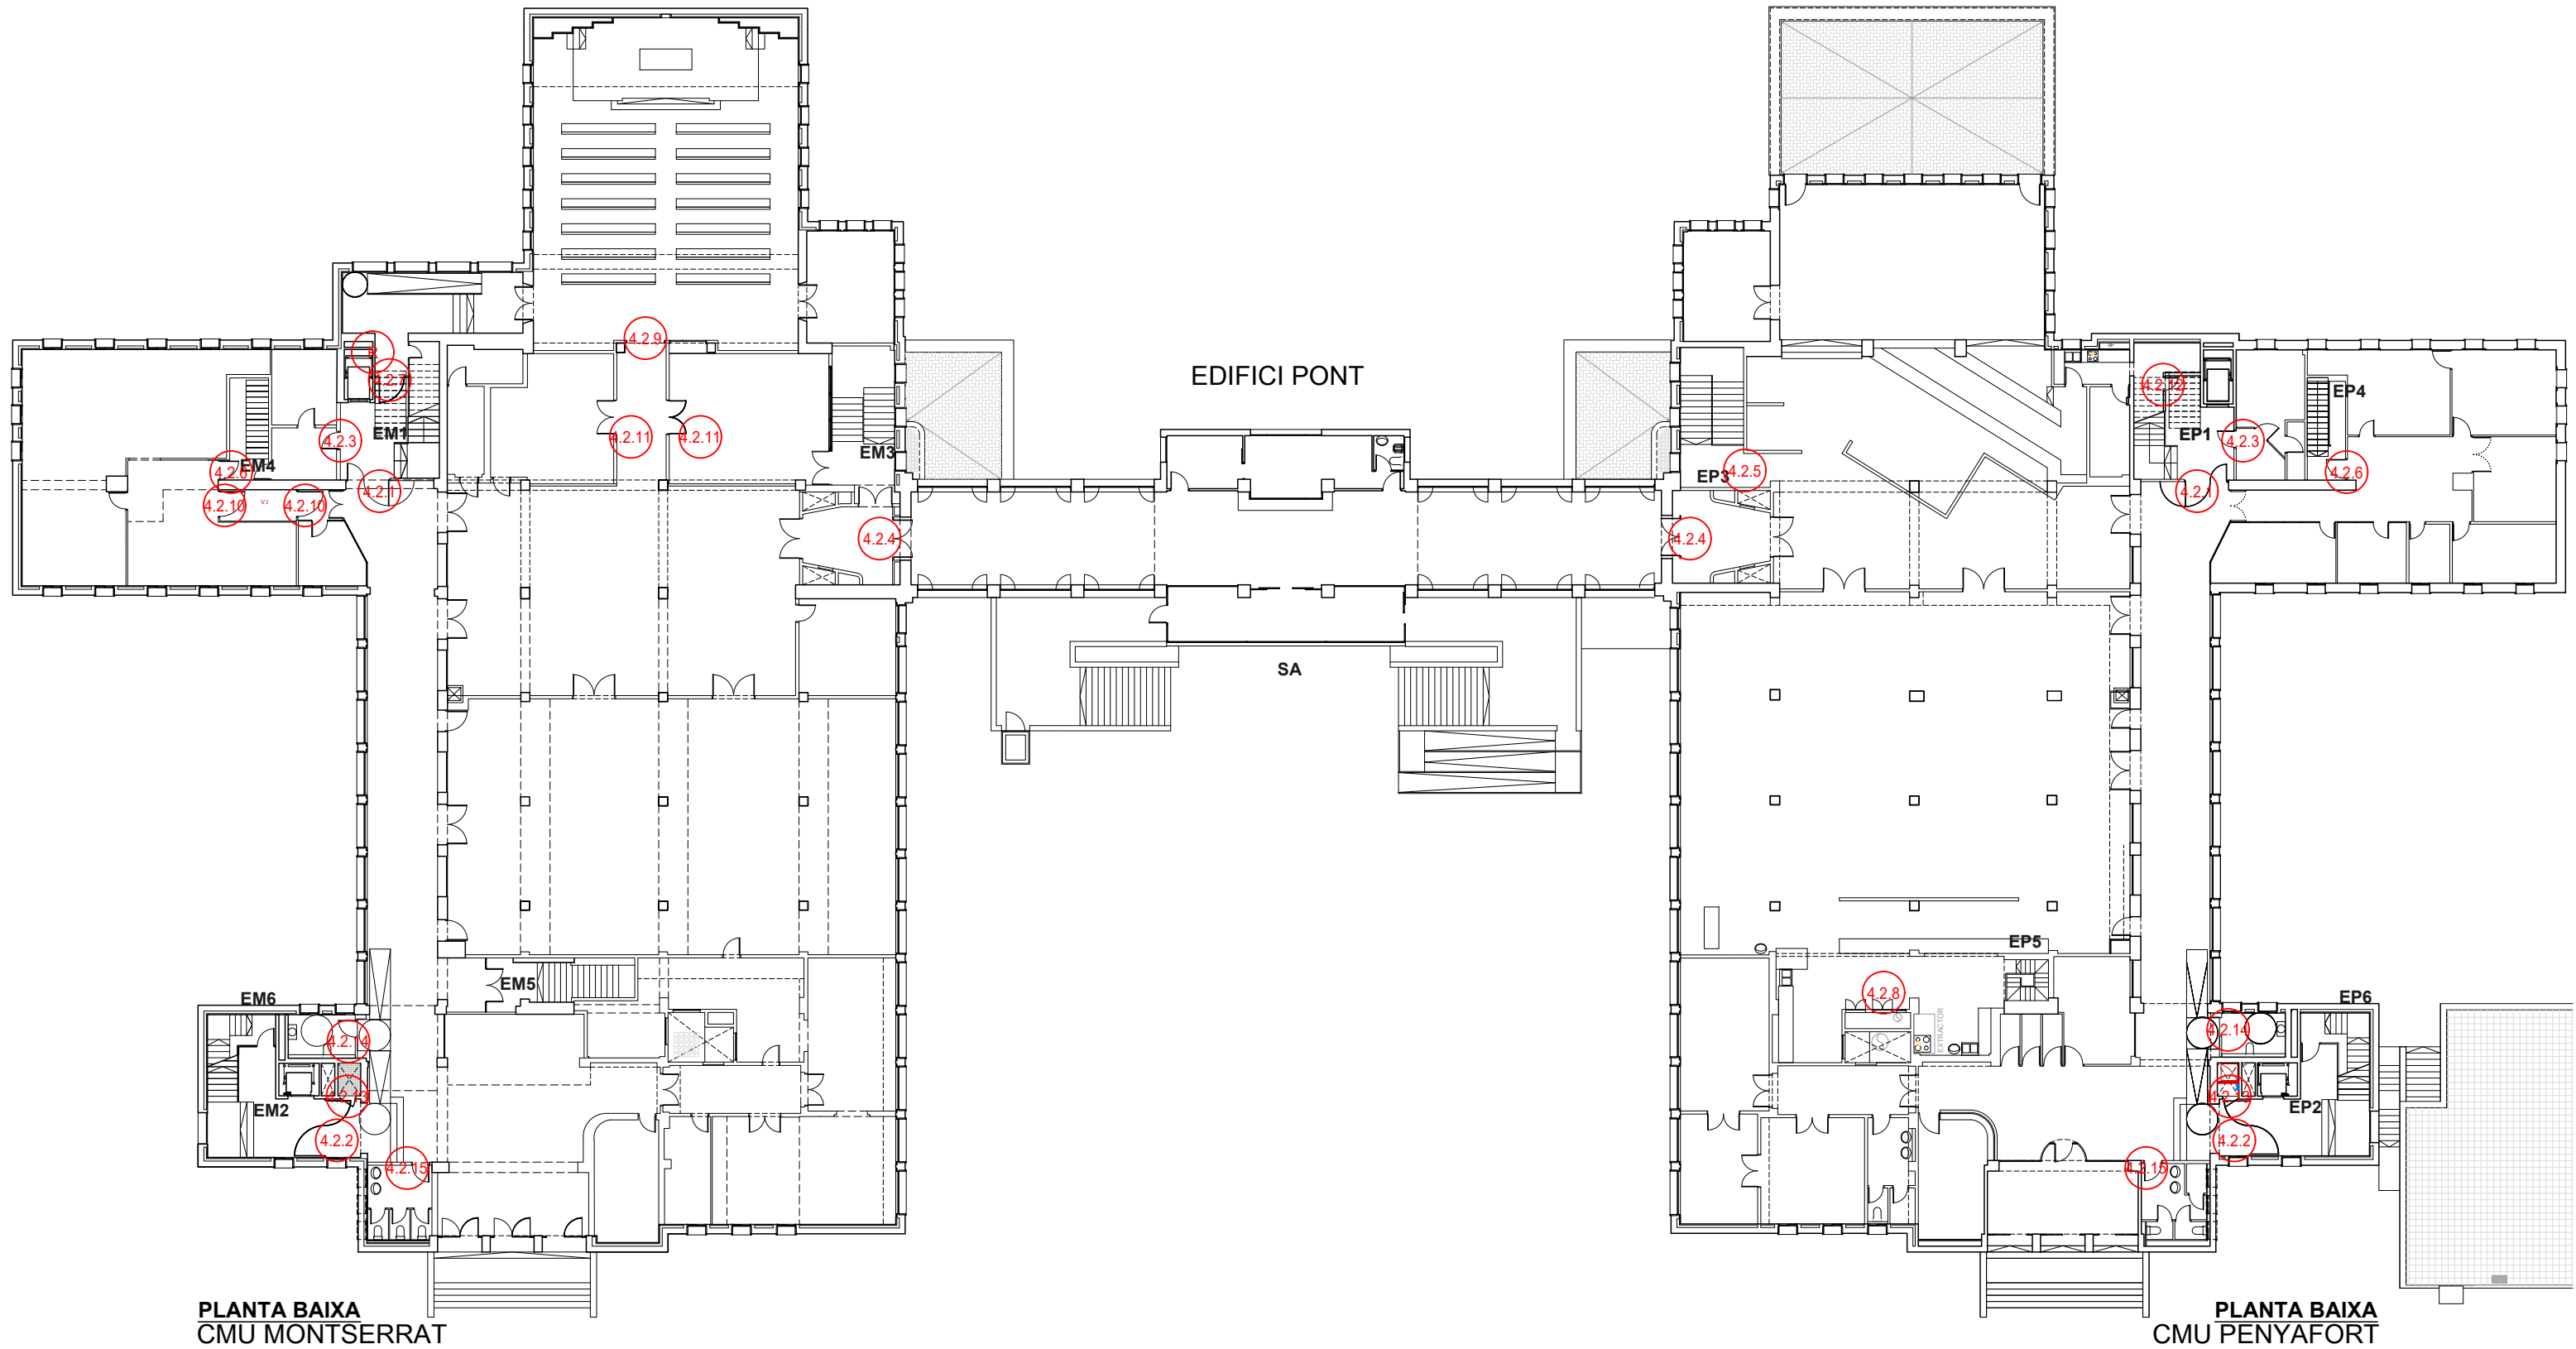 4.2.9
R
4.2.7
EDIFICI PONT
4.2.12
EP4
4.2.3
EM1
4.2.11
4.2.11
EM3
EP1
4.2.3
4.2.6
EM4
4.2.5
EP3
4.2.6
4.2.1
4.2.1
4.2.10
V.I
4.2.10
4.2.4
4.2.4
SA
EP5
EM5
4.2.8
EM6
EP6
EXTRACTOR
4.2.14
4.2.14
4.2.13
4.2.13
EM2
EP2
4.2.2
4.2.2
4.2.15
4.2.15
PLANTA BAIXA
CMU MONTSERRAT
PLANTA BAIXA
CMU PENYAFORT